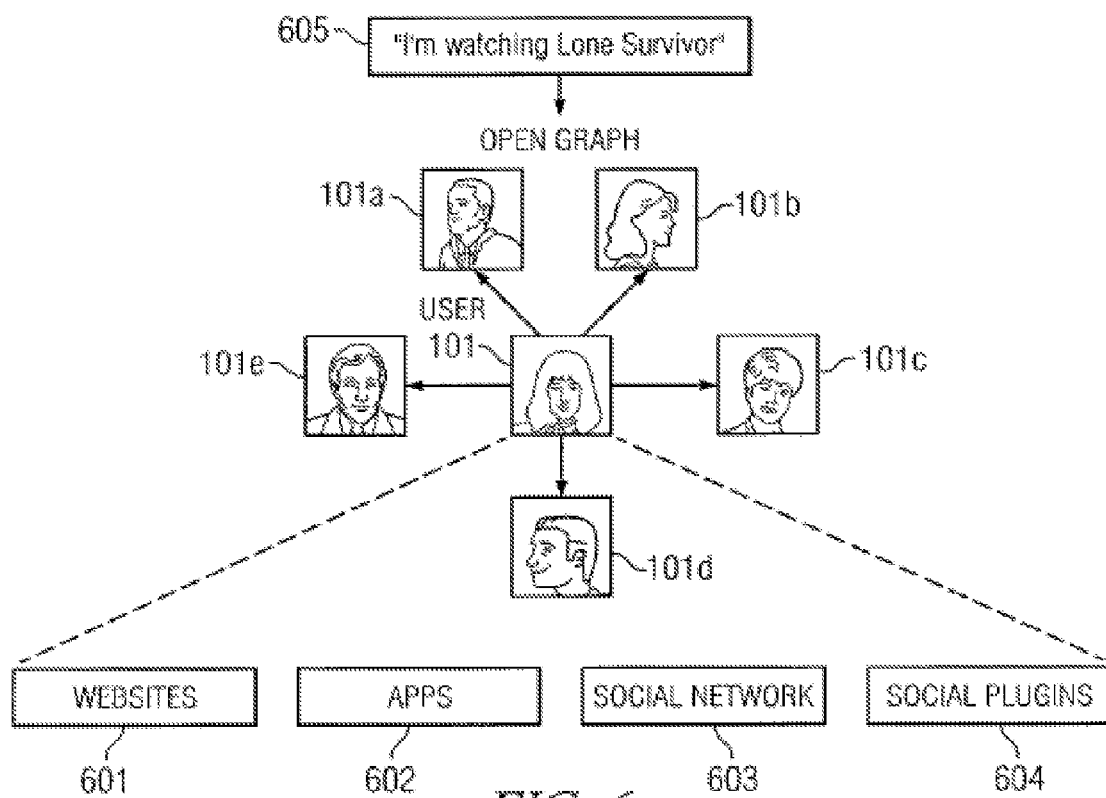 605
"I'm watching Lone Survivor"
OPEN GRAPH
101a
101b
USER
101
101e
101c
101d
WEBSITES
APPS
SOCIAL NETWORK
SOCIAL PLUGINS
601
602
603
604